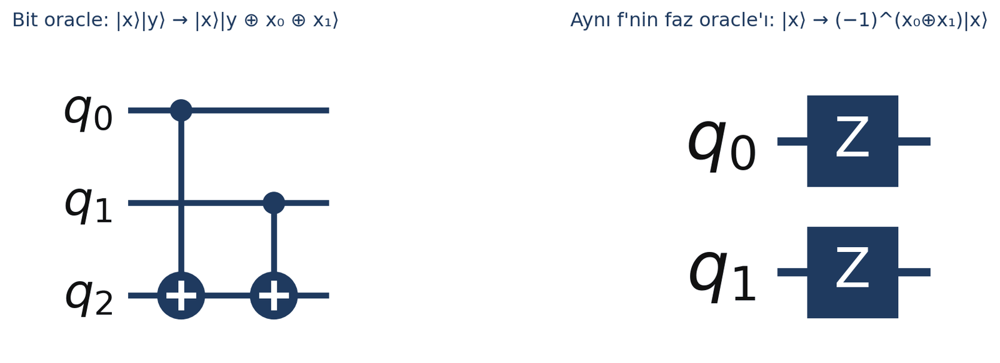 Bit oracle: |x⟩|y⟩ → |x⟩|y ⊕ x₀ ⊕ x₁⟩
Aynı f'nin faz oracle'ı: |x⟩ → (−1)^(x₀⊕x₁)|x⟩
q₀
q₁
q₂
q₀ Z
q₁ Z